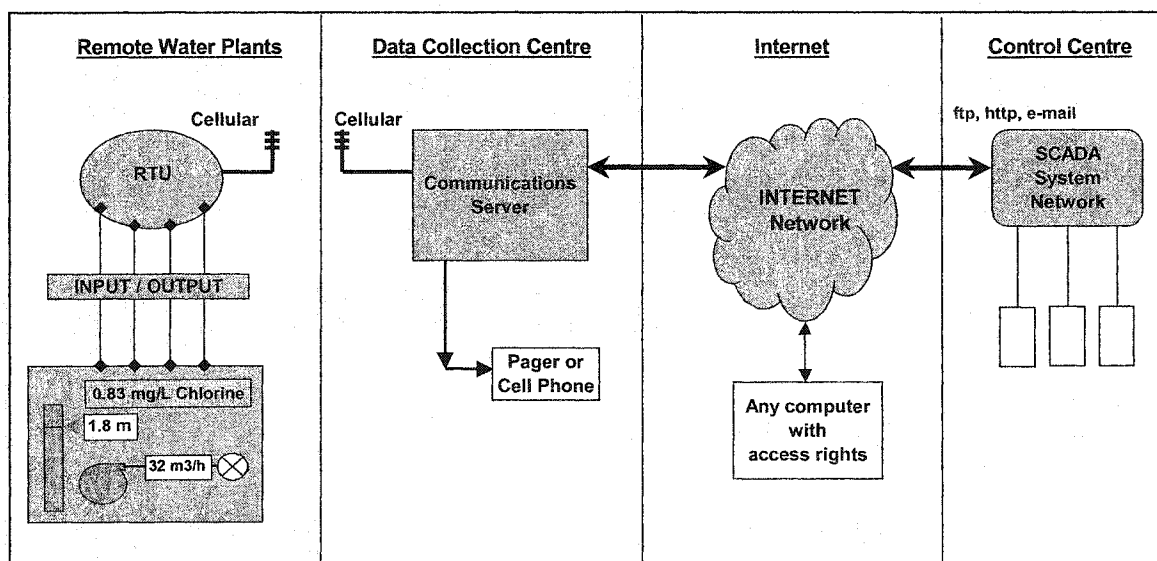 Remote Water Plants
Data Collection Centre
Internet
Control Centre
Cellular
RTU
INPUT / OUTPUT
0.83 mg/L Chlorine
1.8 m
32 m3/h
Cellular
Communications
Server
Pager or
Cell Phone
INTERNET
Network
Any computer
with
access rights
ftp, http, e-mail
SCADA
System
Network